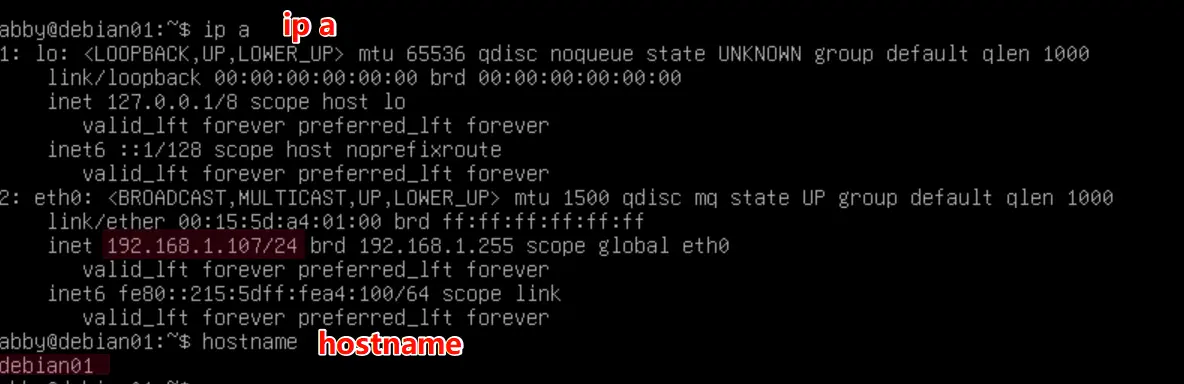 abby@debian01:~$ ip a ip a
1: lo: <LOOPBACK,UP,LOWER_UP> mtu 65536 qdisc noqueue state UNKNOWN group default qlen 1000
link/loopback 00:00:00:00:00:00 brd 00:00:00:00:00:00
inet 127.0.0.1/8 scope host lo
valid_lft forever preferred_lft forever
inet6 ::1/128 scope host noprefixroute
valid_lft forever preferred_lft forever
2: eth0: <BROADCAST,MULTICAST,UP,LOWER_UP> mtu 1500 qdisc mq state UP group default qlen 1000
link/ether 00:15:5d:a4:01:00 brd ff:ff:ff:ff:ff:ff
inet 192.168.1.107/24 brd 192.168.1.255 scope global eth0
valid_lft forever preferred_lft forever
inet6 fe80::215:5dff:fea4:100/64 scope link
valid_lft forever preferred_lft forever
abby@debian01:~$ hostname hostname
debian01